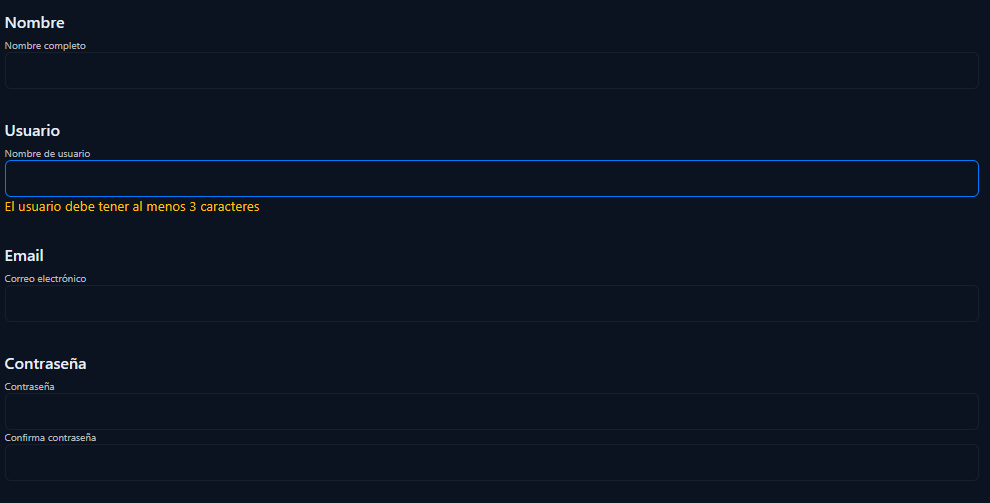 Nombre
Nombre completo
Usuario
Nombre de usuario
El usuario debe tener al menos 3 caracteres
Email
Correo electrónico
Contraseña
Contraseña
Confirma contraseña